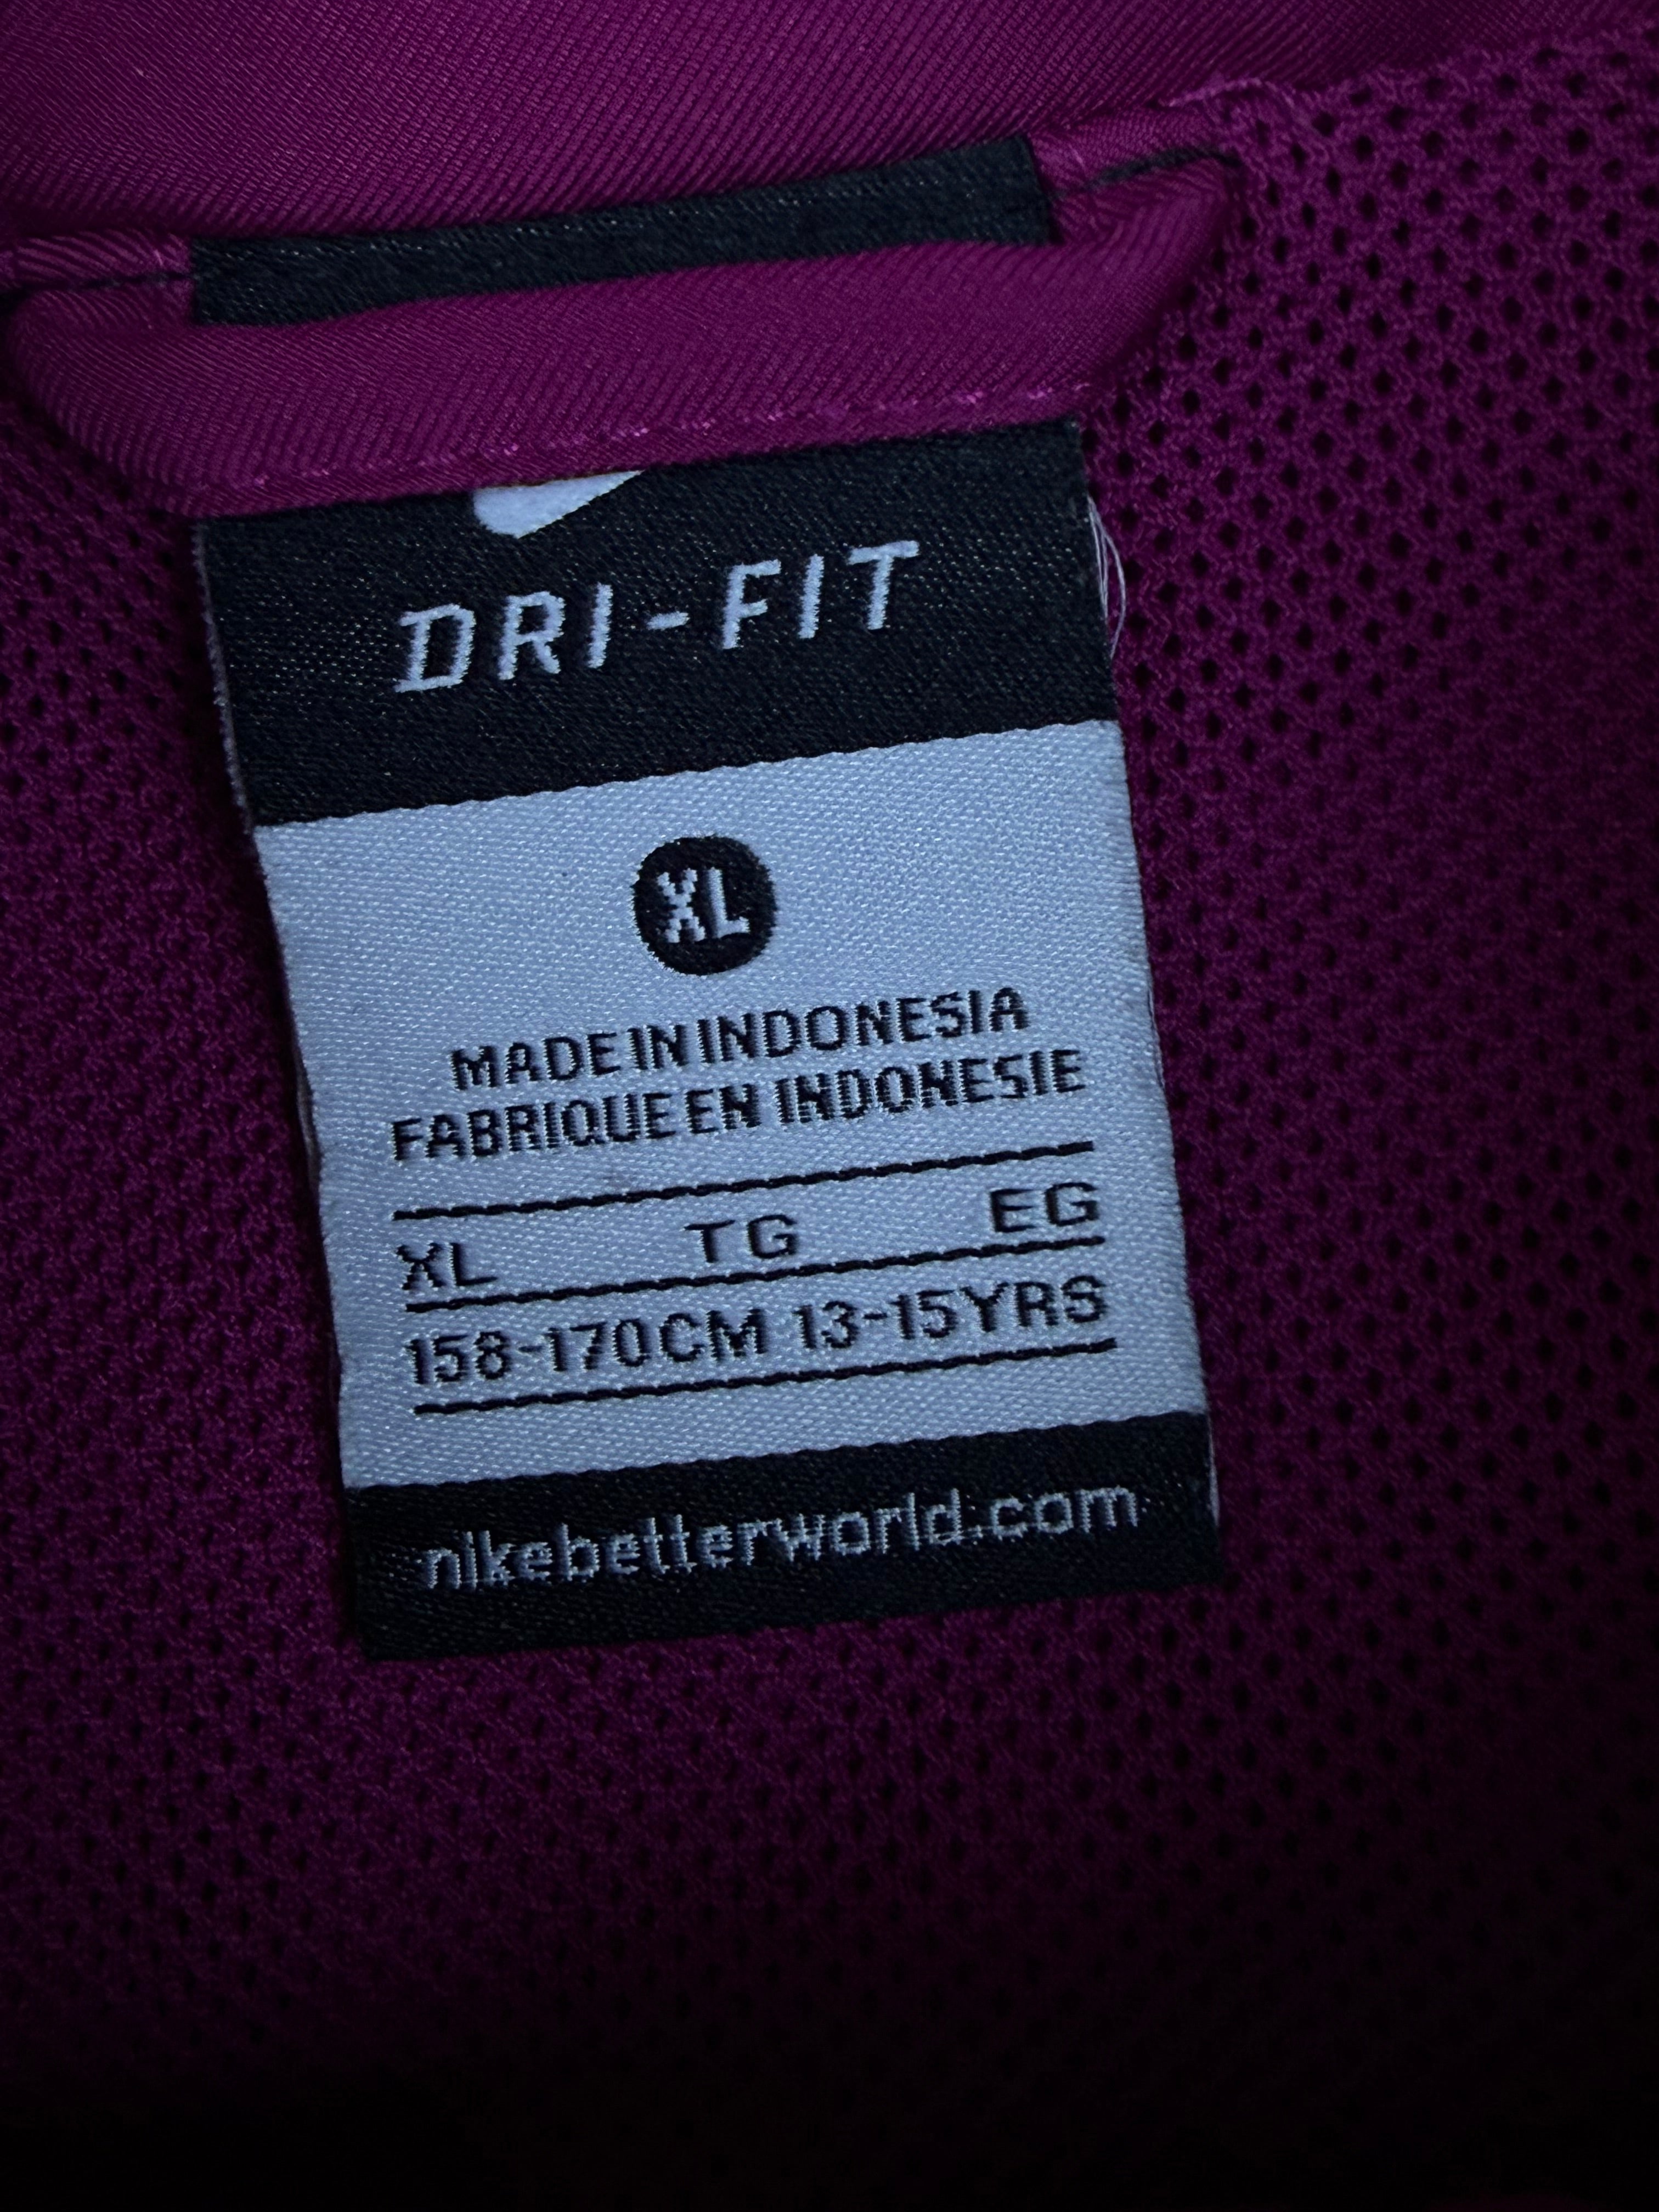 DRI-FIT
XL
MADE IN INDONESIA
FABRIQUE EN INDONESIE
XL TG EG
158-170CM 13-15YRS
nikebetterworld.com